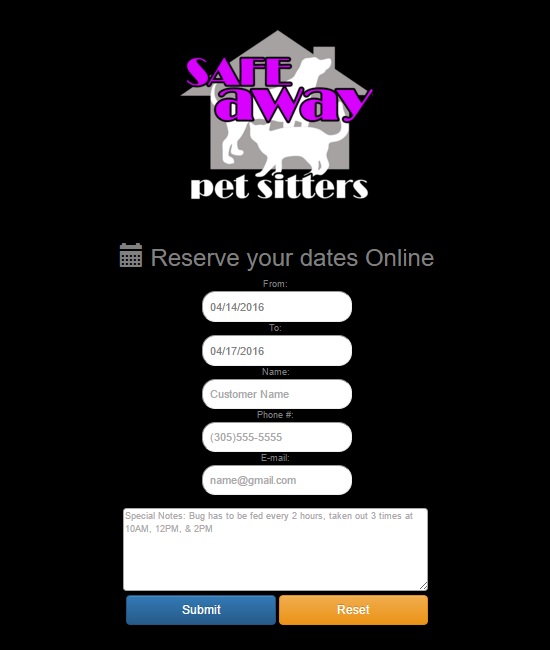 SAFE
away
pet sitters
Reserve your dates Online
From:
04/14/2016
To:
04/17/2016
Name:
Customer Name
Phone #:
(305)555-5555
E-mail:
name@gmail.com
Special Notes: Bug has to be fed every 2 hours, taken out 3 times at
10AM, 12PM, & 2PM
Submit Reset